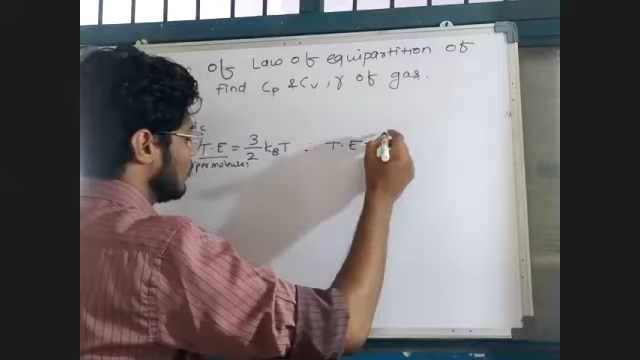 of Law of equipartition of
find Cp & Cv, γ of gas.
T.E = 3/2 kBT ∴ T.E
(per molecule)